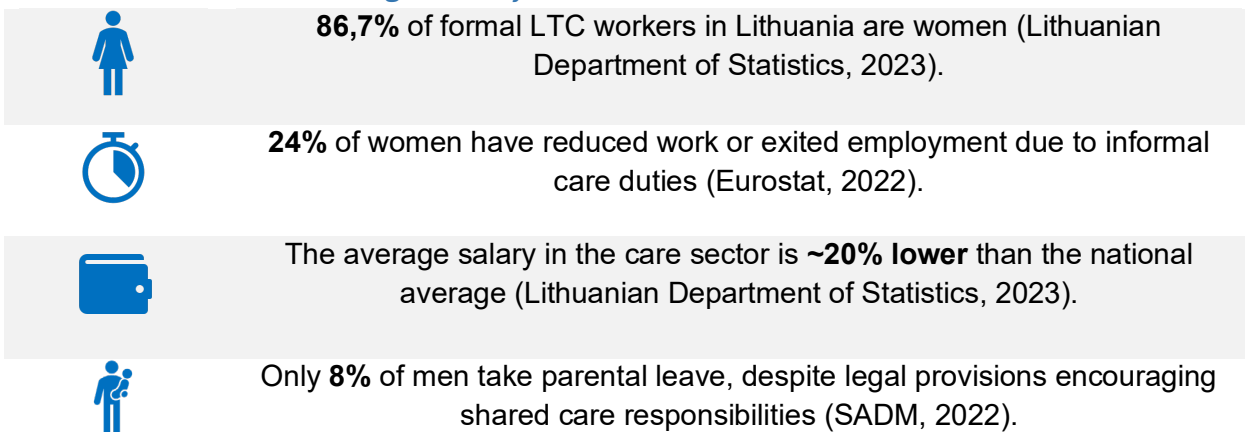 86,7% of formal LTC workers in Lithuania are women (Lithuanian
Department of Statistics, 2023).
24% of women have reduced work or exited employment due to informal
care duties (Eurostat, 2022).
The average salary in the care sector is ~20% lower than the national
average (Lithuanian Department of Statistics, 2023).
Only 8% of men take parental leave, despite legal provisions encouraging
shared care responsibilities (SADM, 2022).